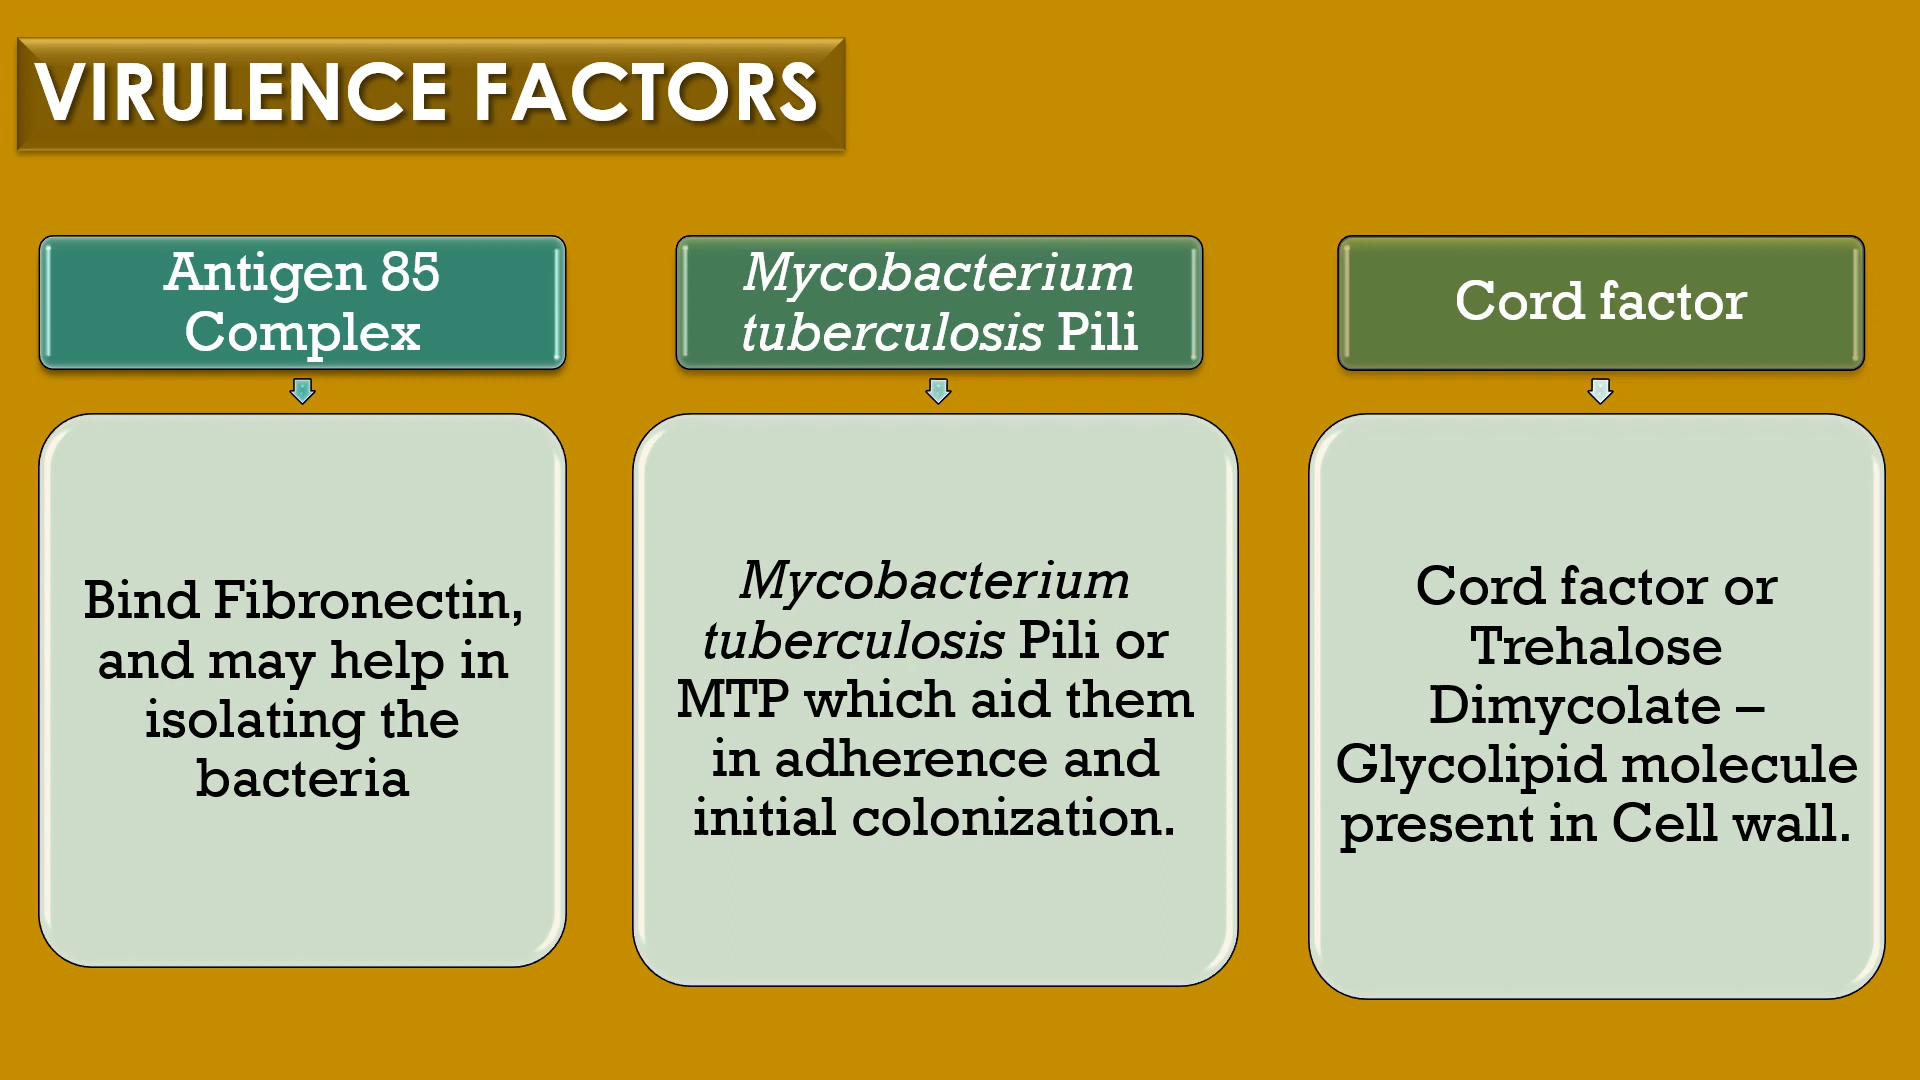 VIRULENCE FACTORS
Antigen 85
Complex
Bind Fibronectin,
and may help in
isolating the
bacteria
Mycobacterium
tuberculosis Pili
Mycobacterium
tuberculosis Pili or
MTP which aid them
in adherence and
initial colonization.
Cord factor
Cord factor or
Trehalose
Dimycolate –
Glycolipid molecule
present in Cell wall.